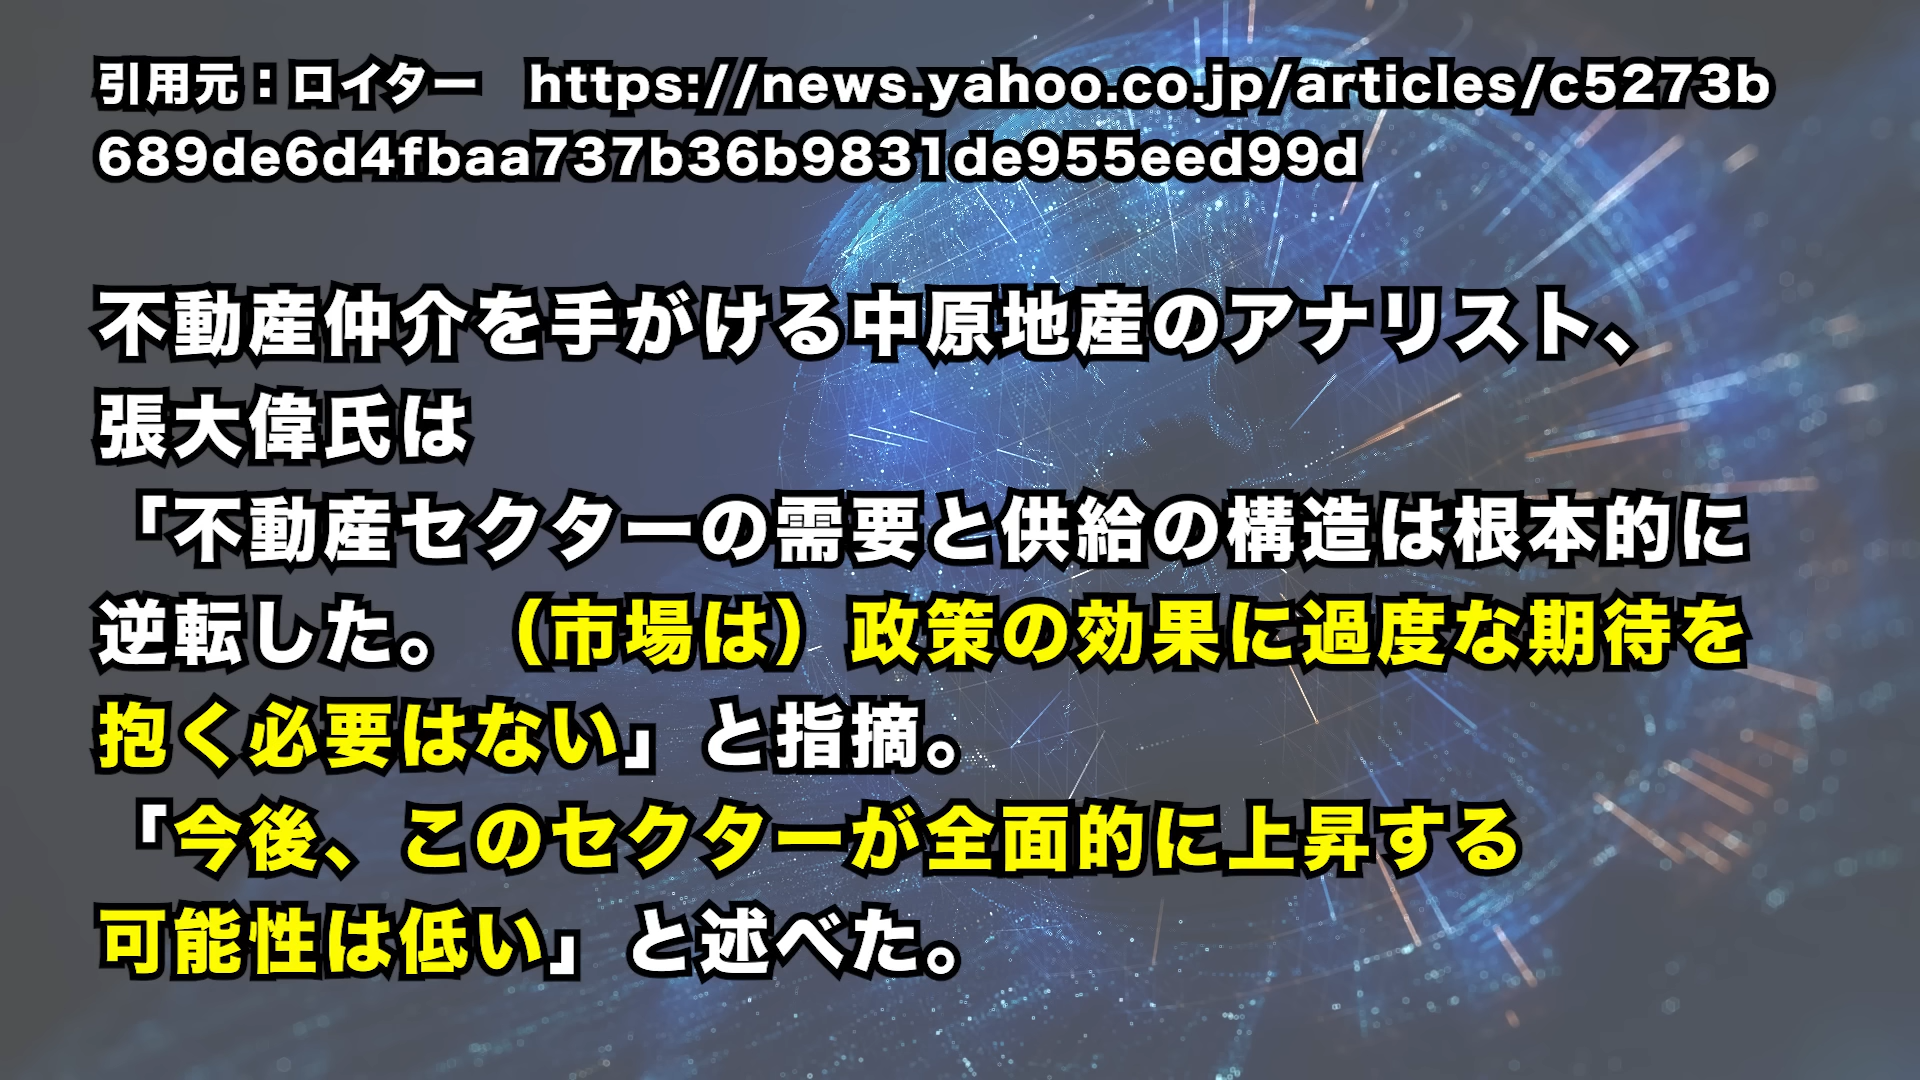 引用元：ロイター　https://news.yahoo.co.jp/articles/c5273b
689de6d4fbaa737b36b9831de955eed99d
不動産仲介を手がける中原地産のアナリスト、
張大偉氏は
「不動産セクターの需要と供給の構造は根本的に
逆転した。（市場は）政策の効果に過度な期待を
抱く必要はない」と指摘。
「今後、このセクターが全面的に上昇する
可能性は低い」と述べた。